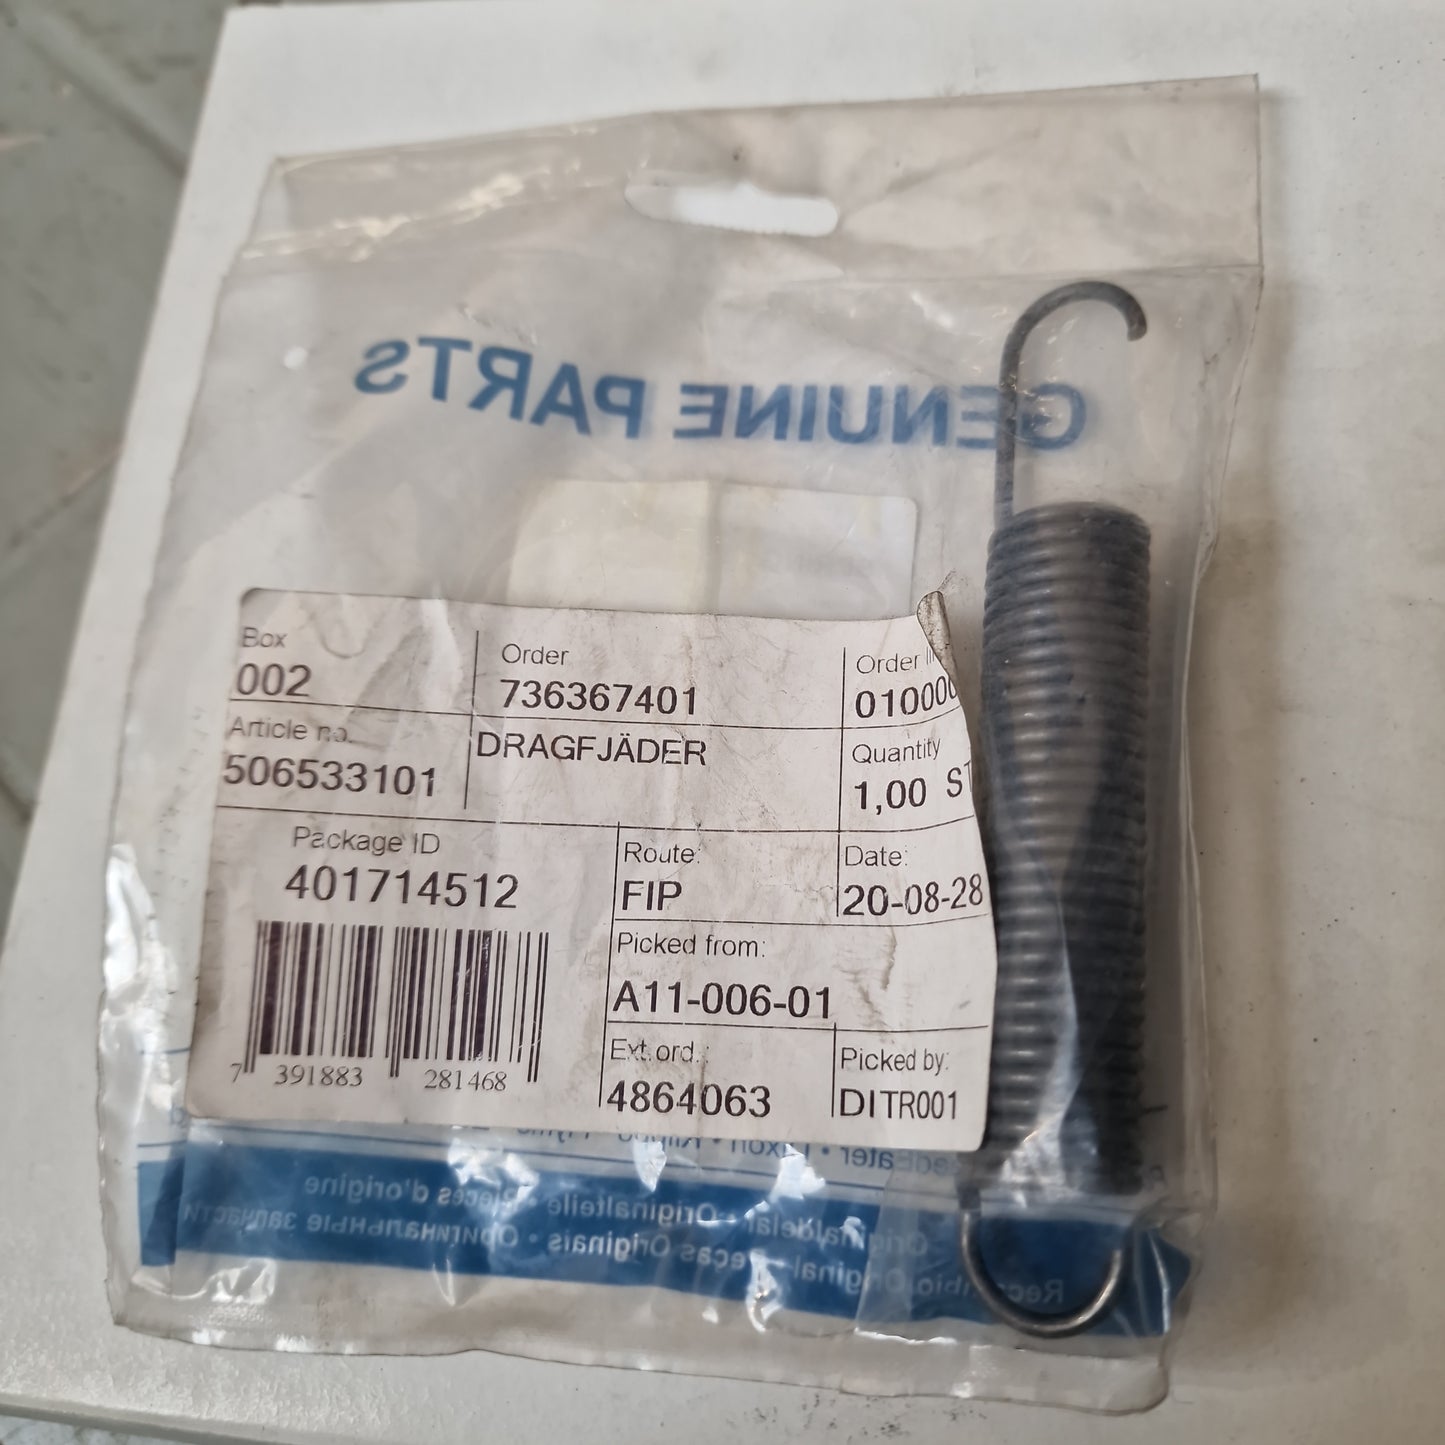 GENUINE PARTS
Box
002
Order
736367401
Order
01000
Article no.
506533101
DRAGFJÄDER
Quantity
1,00 ST
Package ID
401714512
Route:
FIP
Date:
20-08-28
Picked from:
A11-006-01
Ext.ord.:
4864063
Picked by:
DITR001
7 391883 281468
Originaldelar • Originalteile • Pièces d'origine
Original • Peças Originais • Оригинальные запчасти